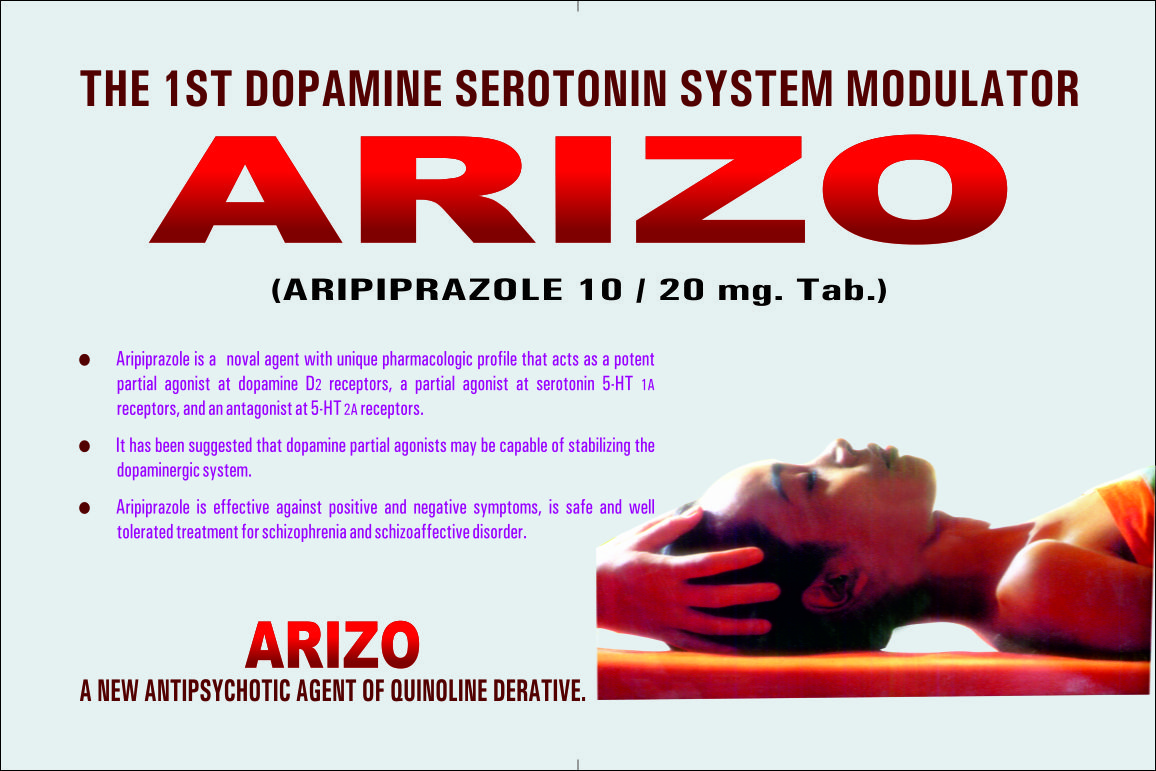 THE 1ST DOPAMINE SEROTONIN SYSTEM MODULATOR
ARIZO
(ARIPIPRAZOLE 10 / 20 mg. Tab.)
● Aripiprazole is a noval agent with unique pharmacologic profile that acts as a potent
partial agonist at dopamine D2 receptors, a partial agonist at serotonin 5-HT 1A
receptors, and an antagonist at 5-HT 2A receptors.
● It has been suggested that dopamine partial agonists may be capable of stabilizing the
dopaminergic system.
● Aripiprazole is effective against positive and negative symptoms, is safe and well
tolerated treatment for schizophrenia and schizoaffective disorder.
ARIZO
A NEW ANTIPSYCHOTIC AGENT OF QUINOLINE DERATIVE.